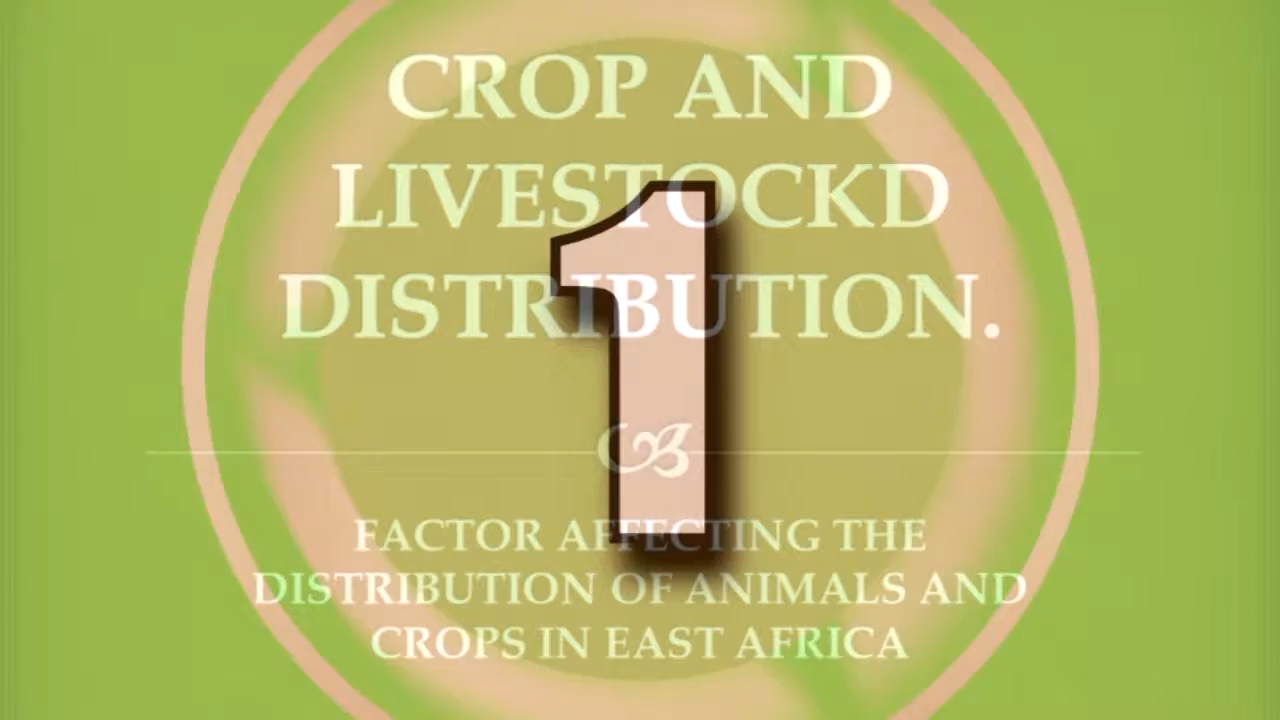 CROP AND
LIVESTOCKD
DISTRIBUTION.
1
FACTOR AFFECTING THE
DISTRIBUTION OF ANIMALS AND
CROPS IN EAST AFRICA